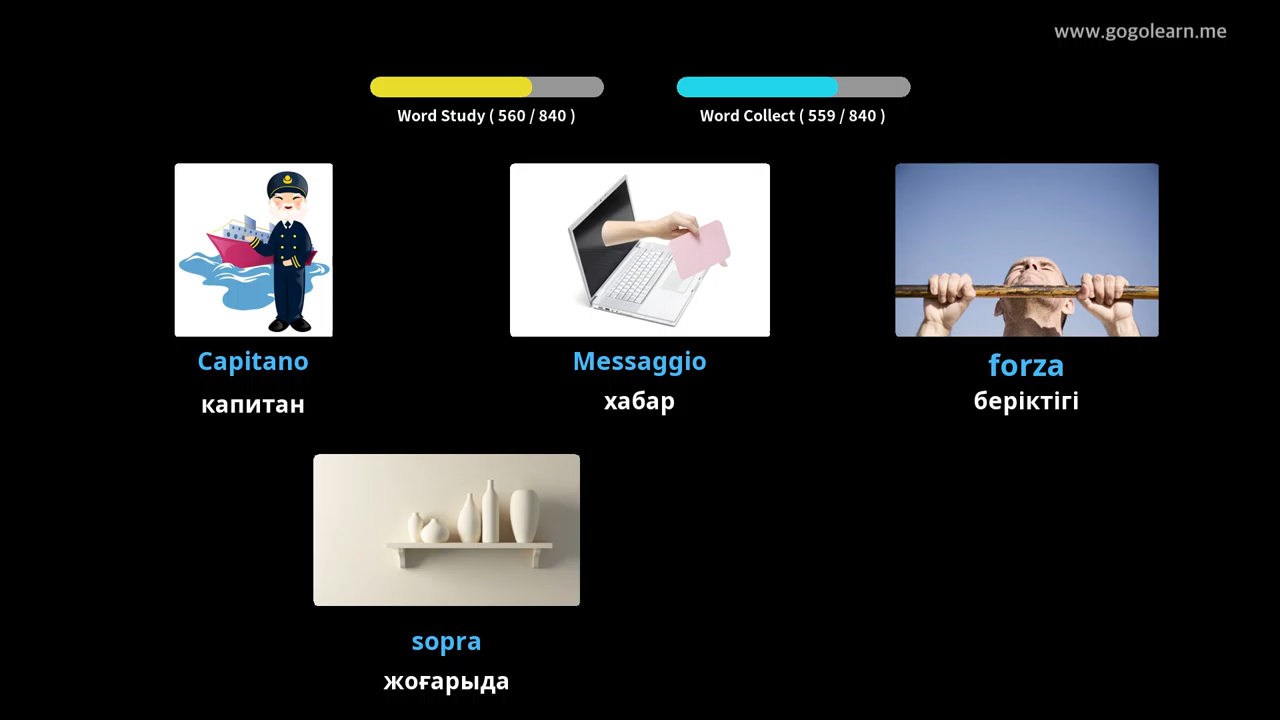 www.gogolearn.me
Word Study ( 560 / 840 )
Word Collect ( 559 / 840 )
Capitano
Messaggio
forza
капитан
хабар
беріктігі
sopra
жоғарыда